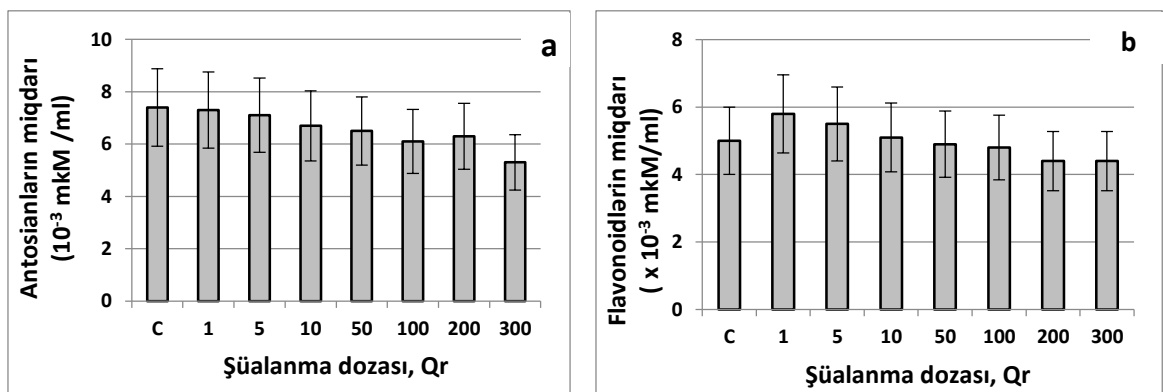 a
Antosianların miqdarı
(10⁻³ mkM /ml)
10
8
6
4
2
0
C 1 5 10 50 100 200 300
Şüalanma dozası, Qr
b
Flavonoidlərin miqdarı
( x 10⁻³ mkM/ml)
8
6
4
2
0
C 1 5 10 50 100 200 300
Şüalanma dozası, Qr